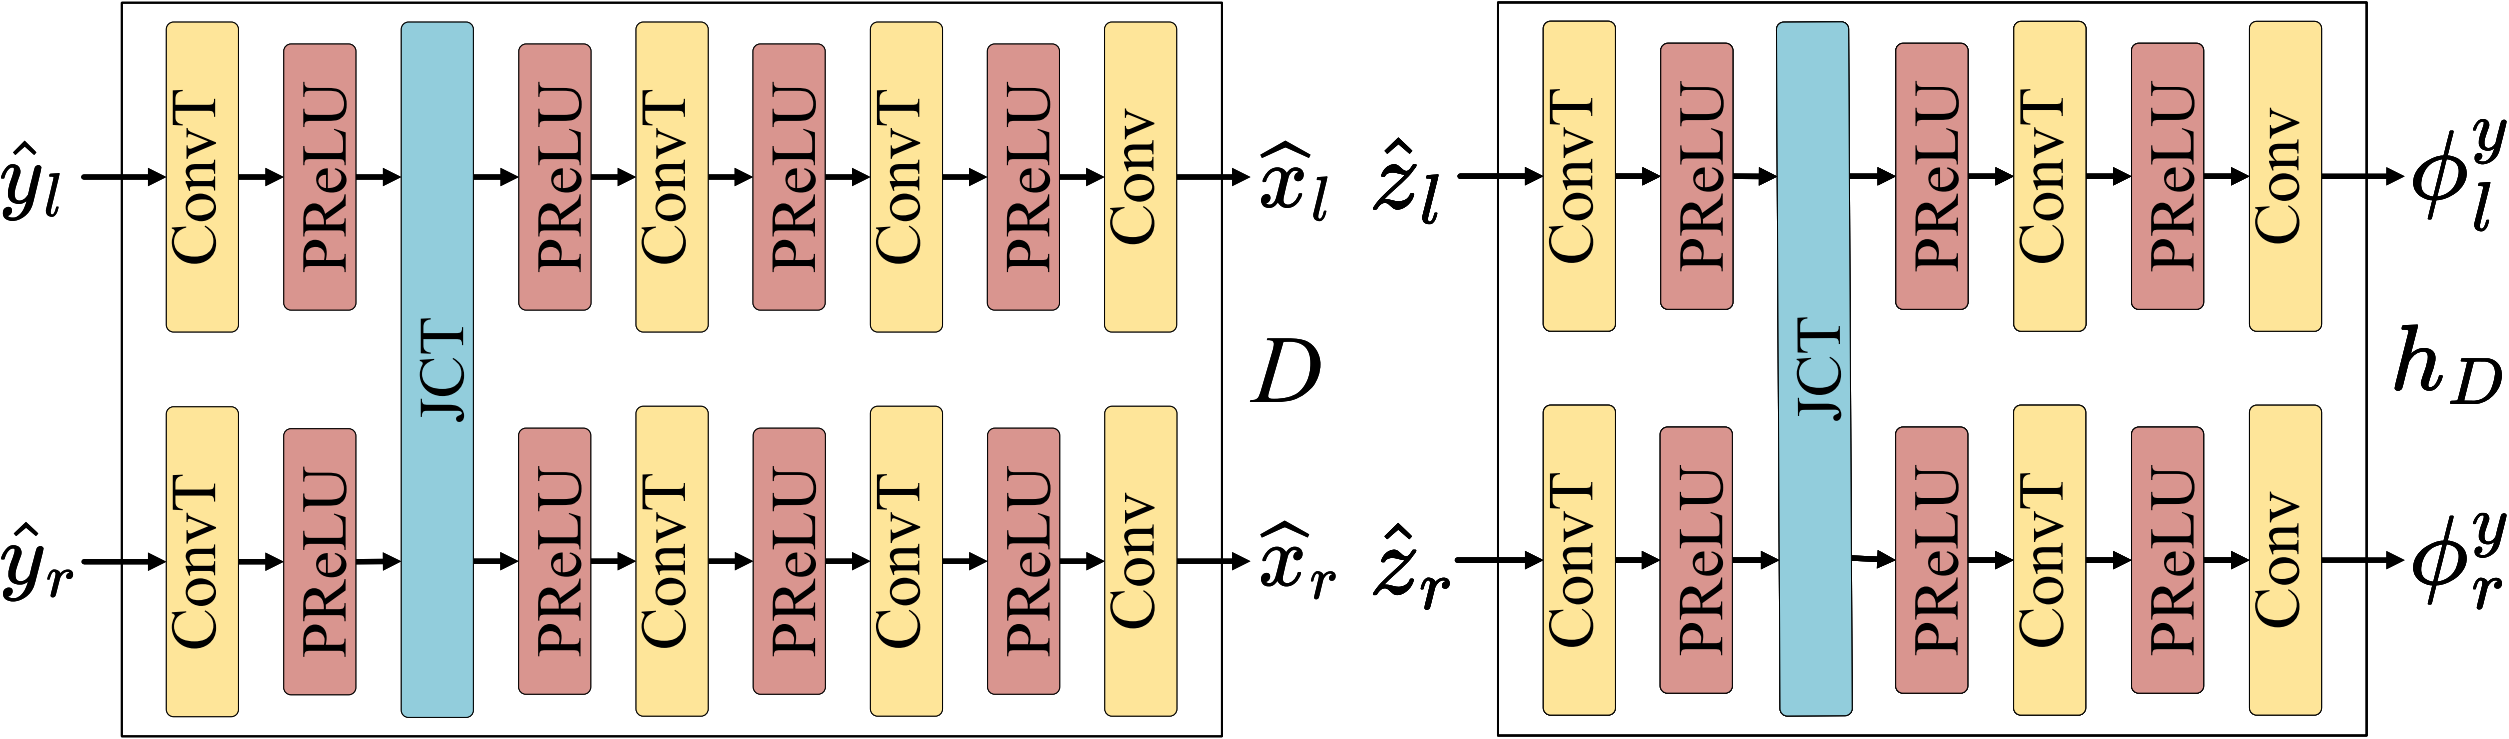 $\hat{y}_l$ ConvT PReLU JCT PReLU ConvT PReLU ConvT PReLU Conv $\widehat{x}_l$
$\hat{y}_r$ ConvT PReLU PReLU ConvT PReLU ConvT PReLU Conv $\widehat{x}_r$
$D$
$\hat{z}_l$ ConvT PReLU JCT PReLU ConvT PReLU Conv $\phi_l^y$
$\hat{z}_r$ ConvT PReLU PReLU ConvT PReLU Conv $\phi_r^y$
$h_D$